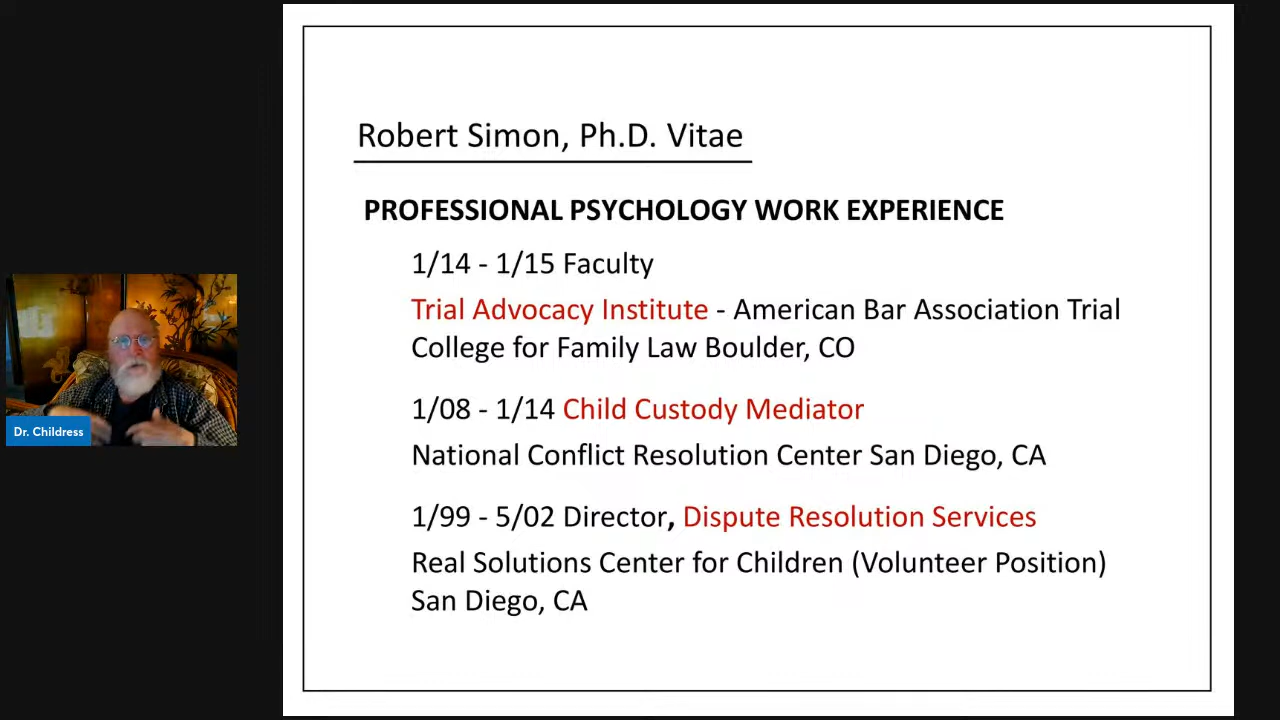 Robert Simon, Ph.D. Vitae
PROFESSIONAL PSYCHOLOGY WORK EXPERIENCE
1/14 - 1/15 Faculty
Trial Advocacy Institute - American Bar Association Trial
College for Family Law Boulder, CO
1/08 - 1/14 Child Custody Mediator
National Conflict Resolution Center San Diego, CA
1/99 - 5/02 Director, Dispute Resolution Services
Real Solutions Center for Children (Volunteer Position)
San Diego, CA
Dr. Childress